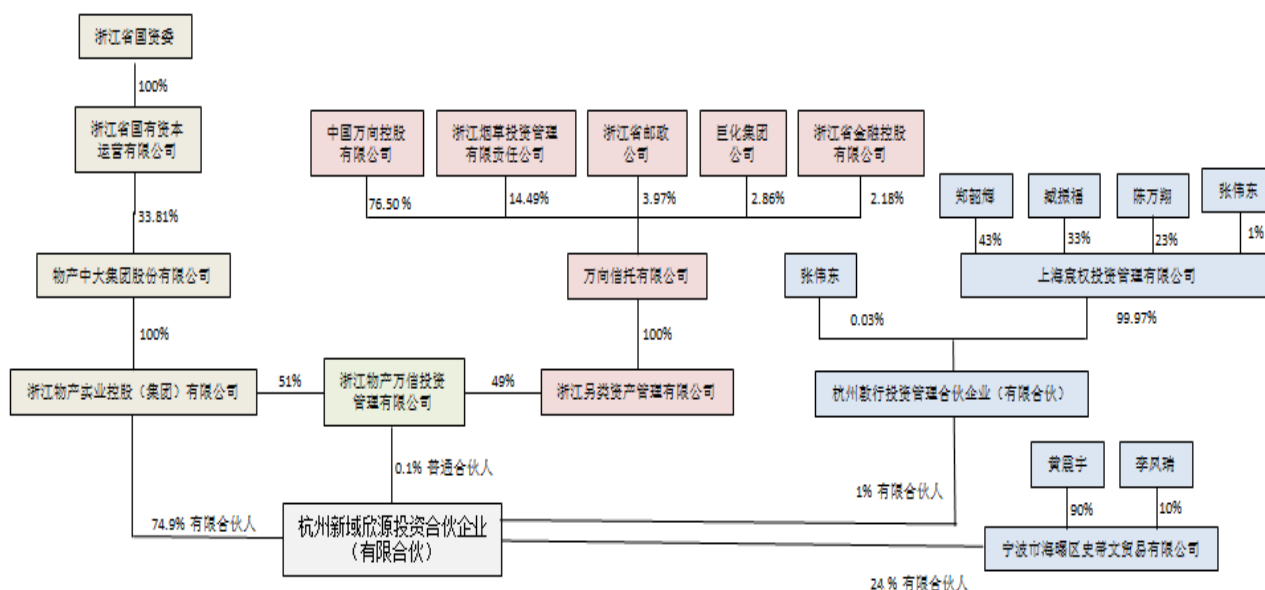 浙江省国资委
100%
浙江省国有资本
运营有限公司
33.81%
物产中大集团股份有限公司
100%
浙江物产实业控股（集团）有限公司
51%
浙江物产万信投资
管理有限公司
49%
浙江另类资产管理有限公司
中国万向控股
有限公司
浙江烟草投资管理
有限责任公司
浙江省邮政
公司
巨化集团
公司
浙江省金融控股
有限公司
76.50%
14.49%
3.97%
2.86%
2.18%
万向信托有限公司
100%
郑韶辉
臧振福
陈万翔
张伟东
43%
33%
23%
1%
上海宸权投资管理有限公司
张伟东
0.03%
99.97%
杭州敦行投资管理合伙企业（有限合伙）
0.1% 普通合伙人
74.9% 有限合伙人
杭州新域欣源投资合伙企业
（有限合伙）
1% 有限合伙人
黄震宇
李风瑞
90%
10%
宁波市海曙区史蒂文贸易有限公司
24.% 有限合伙人